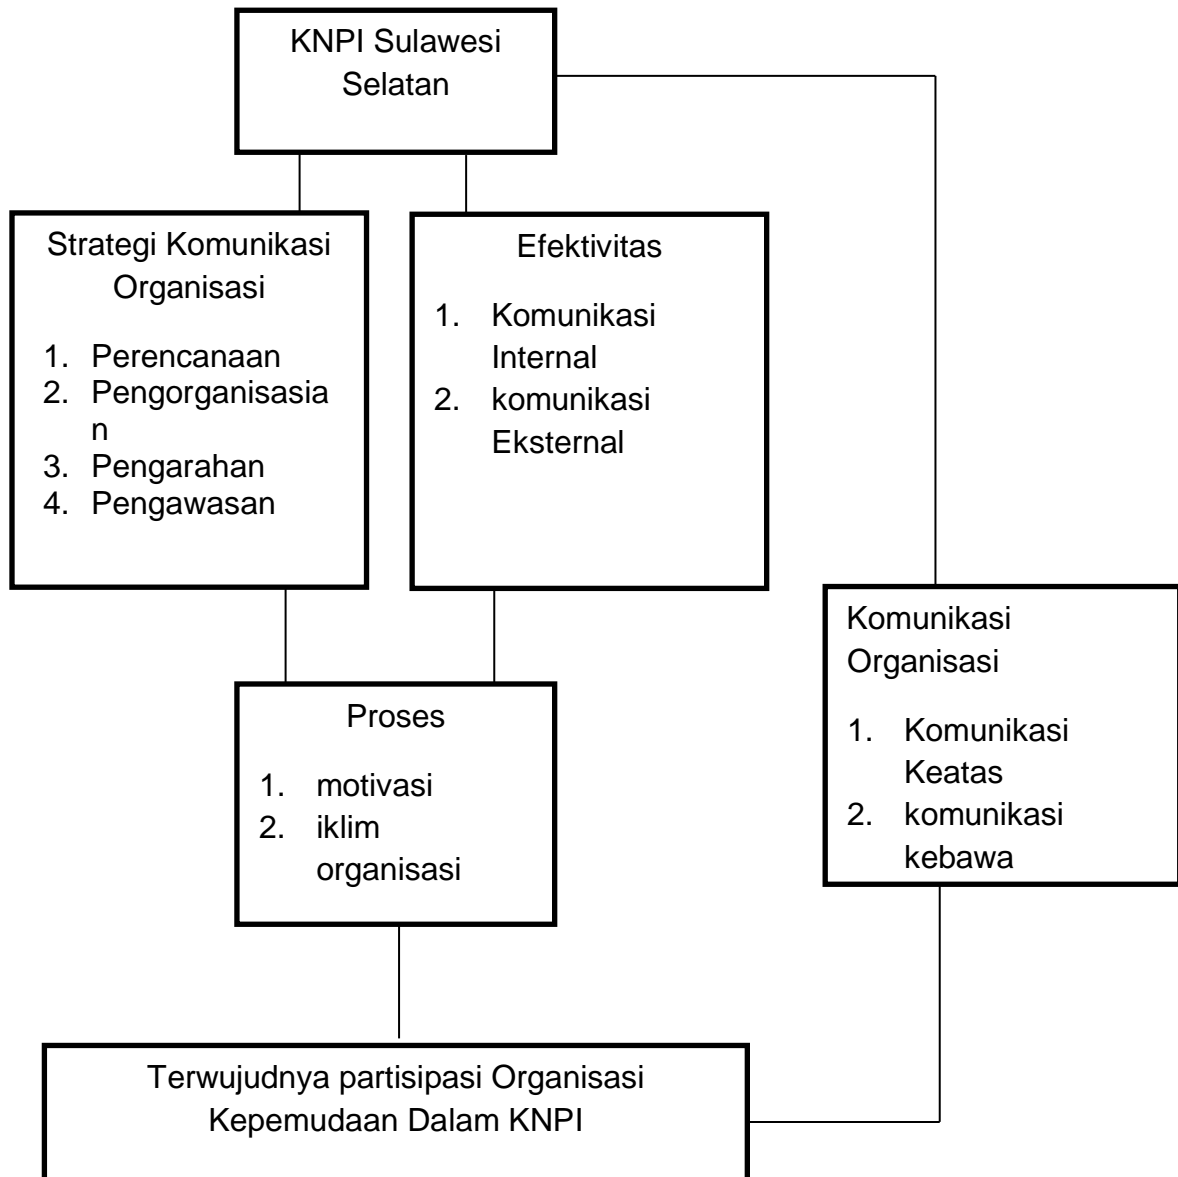 KNPI Sulawesi
Selatan
Strategi Komunikasi
Organisasi
1. Perencanaan
2. Pengorganisasia
n
3. Pengarahan
4. Pengawasan
Efektivitas
1. Komunikasi
Internal
2. komunikasi
Eksternal
Proses
1. motivasi
2. iklim
organisasi
Komunikasi
Organisasi
1. Komunikasi
Keatas
2. komunikasi
kebawa
Terwujudnya partisipasi Organisasi
Kepemudaan Dalam KNPI